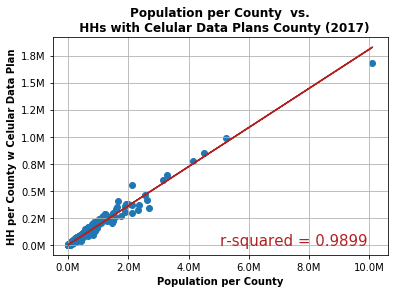 Population per County  vs.
HHs with Celular Data Plans County (2017)
HH per County w Celular Data Plan
1.8M
1.5M
1.2M
1.0M
0.8M
0.5M
0.2M
0.0M
r-squared = 0.9899
0.0M 2.0M 4.0M 6.0M 8.0M 10.0M
Population per County